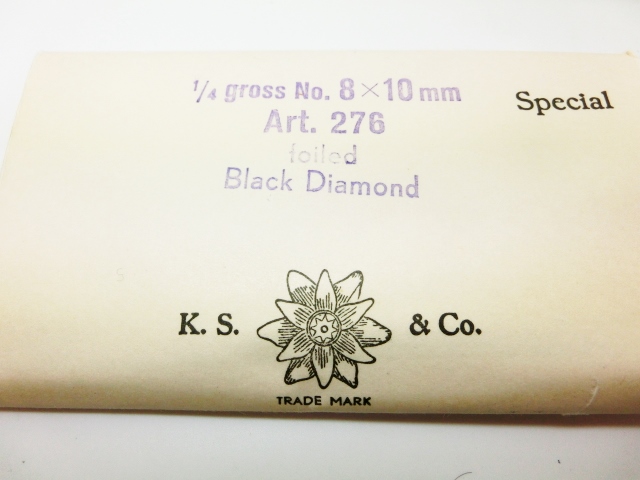 ¼ gross No. 8×10 mm
Special
Art. 276
foiled
Black Diamond
K. S. & Co.
TRADE MARK